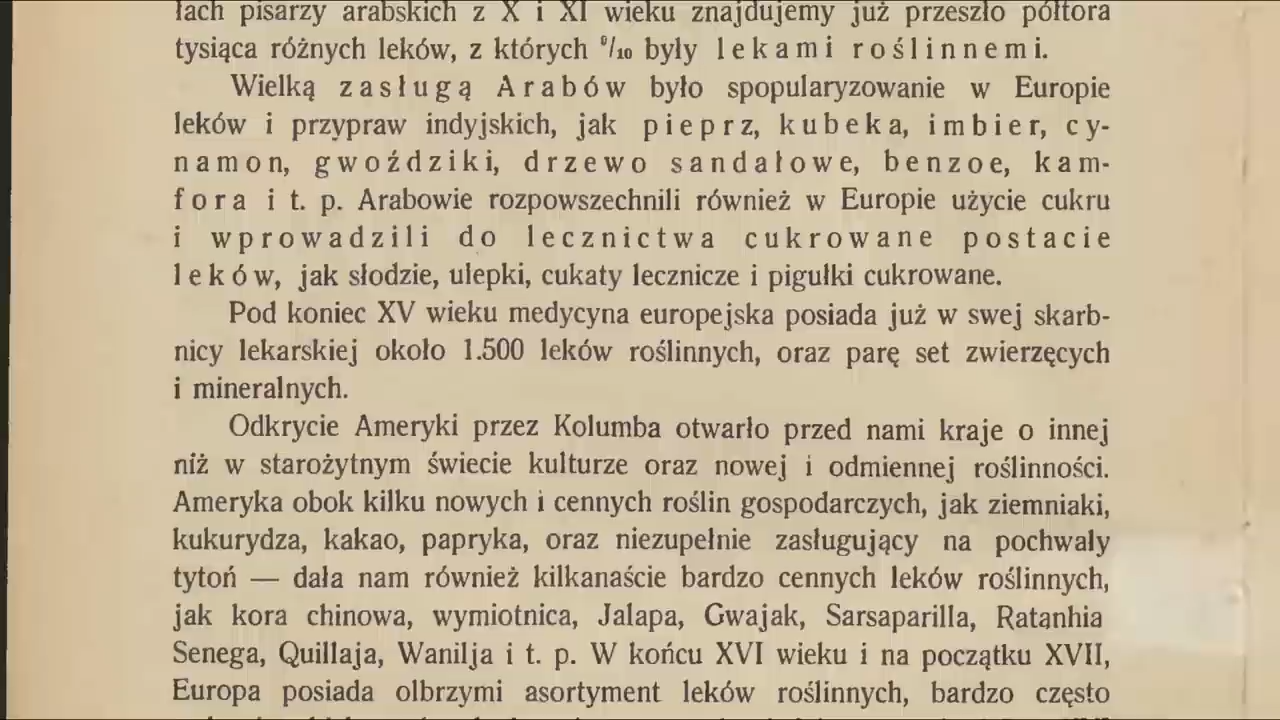 łach pisarzy arabskich z X i XI wieku znajdujemy już przeszło półtora
tysiąca różnych leków, z których ⁹/₁₀ były lekami roślinnemi.
Wielką zasługą Arabów było spopularyzowanie w Europie
leków i przypraw indyjskich, jak pieprz, kubeka, imbier, cy-
namon, gwoździki, drzewo sandałowe, benzoe, kam-
fora i t. p. Arabowie rozpowszechnili również w Europie użycie cukru
i wprowadzili do lecznictwa cukrowane postacie
leków, jak słodzie, ulepki, cukaty lecznicze i pigułki cukrowane.
Pod koniec XV wieku medycyna europejska posiada już w swej skarb-
nicy lekarskiej około 1.500 leków roślinnych, oraz parę set zwierzęcych
i mineralnych.
Odkrycie Ameryki przez Kolumba otwarło przed nami kraje o innej
niż w starożytnym świecie kulturze oraz nowej i odmiennej roślinności.
Ameryka obok kilku nowych i cennych roślin gospodarczych, jak ziemniaki,
kukurydza, kakao, papryka, oraz niezupełnie zasługujący na pochwały
tytoń — dała nam również kilkanaście bardzo cennych leków roślinnych,
jak kora chinowa, wymiotnica, Jalapa, Gwajak, Sarsaparilla, Ratanhia
Senega, Quillaja, Wanilja i t. p. W końcu XVI wieku i na początku XVII,
Europa posiada olbrzymi asortyment leków roślinnych, bardzo często